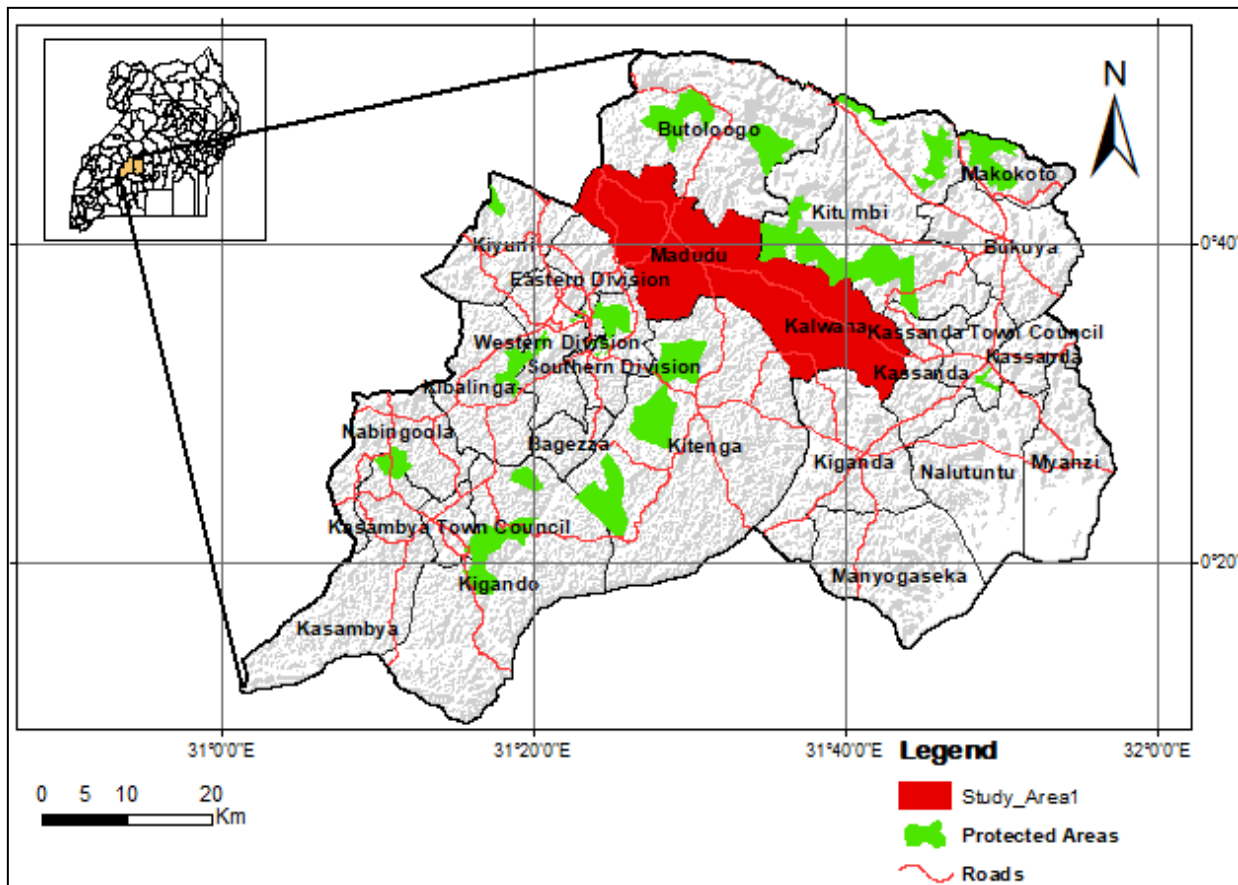 N
Butoloogo
Makokoto
Kitumbi
Kiyuni
Madudu
Bukuya
0°40'
Eastern Division
Kalwana
Kassanda Town Council
Western Division
Kassanda
Southern Division
Kassanda
Kibalinga
Nabingoola
Bagezza
Kitenga
Kiganda
Nalutuntu
Myanzi
Kasambya Town Council
0°20
Kigando
Manyogaseka
Kasambya
31°0'0"E
31°20'0"E
31°40'0"E
32°0'0"E
Legend
0 5 10 20
Km
Study_Area1
Protected Areas
Roads